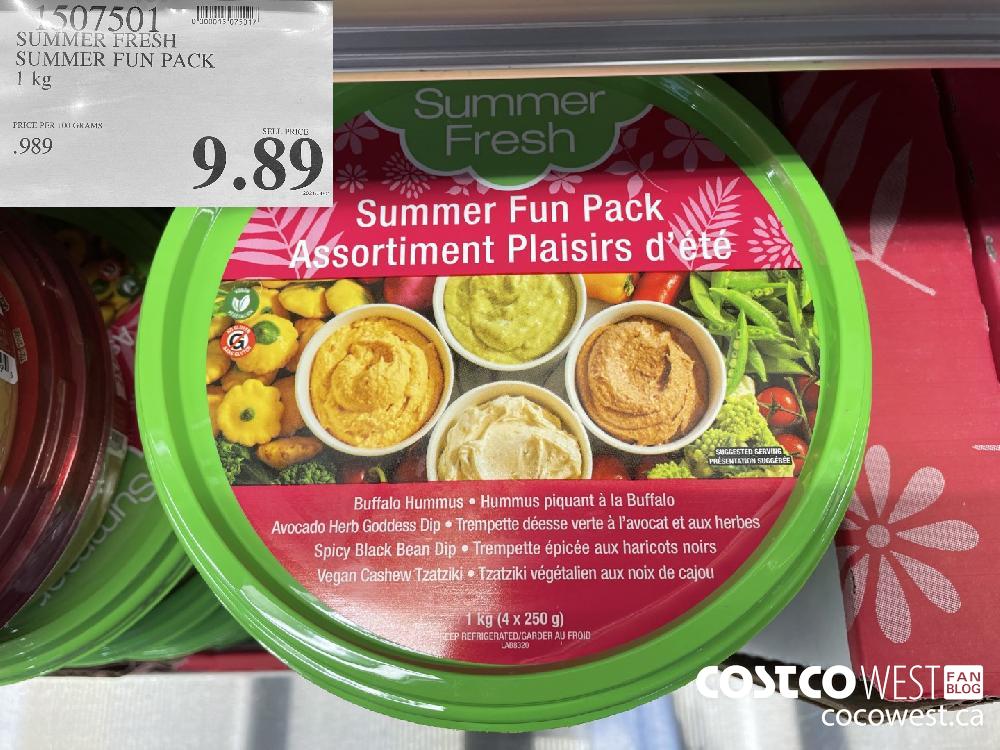 1507501
SUMMER FRESH
SUMMER FUN PACK
1 kg
PRICE PER 100 GRAMS
.989
SELL PRICE
9.89
Summer
Fresh
Summer Fun Pack
Assortiment Plaisirs d'été
SUGGESTED SERVING
PRÉSENTATION SUGGÉRÉE
Buffalo Hummus • Hummus piquant à la Buffalo
Avocado Herb Goddess Dip • Trempette déesse verte à l'avocat et aux herbes
Spicy Black Bean Dip • Trempette épicée aux haricots noirs
Vegan Cashew Tzatziki • Tzatziki végétalien aux noix de cajou
1 kg (4 x 250 g)
KEEP REFRIGERATED/GARDER AU FROID
LAB8320
COSTCO WEST FAN BLOG
cocowest.ca